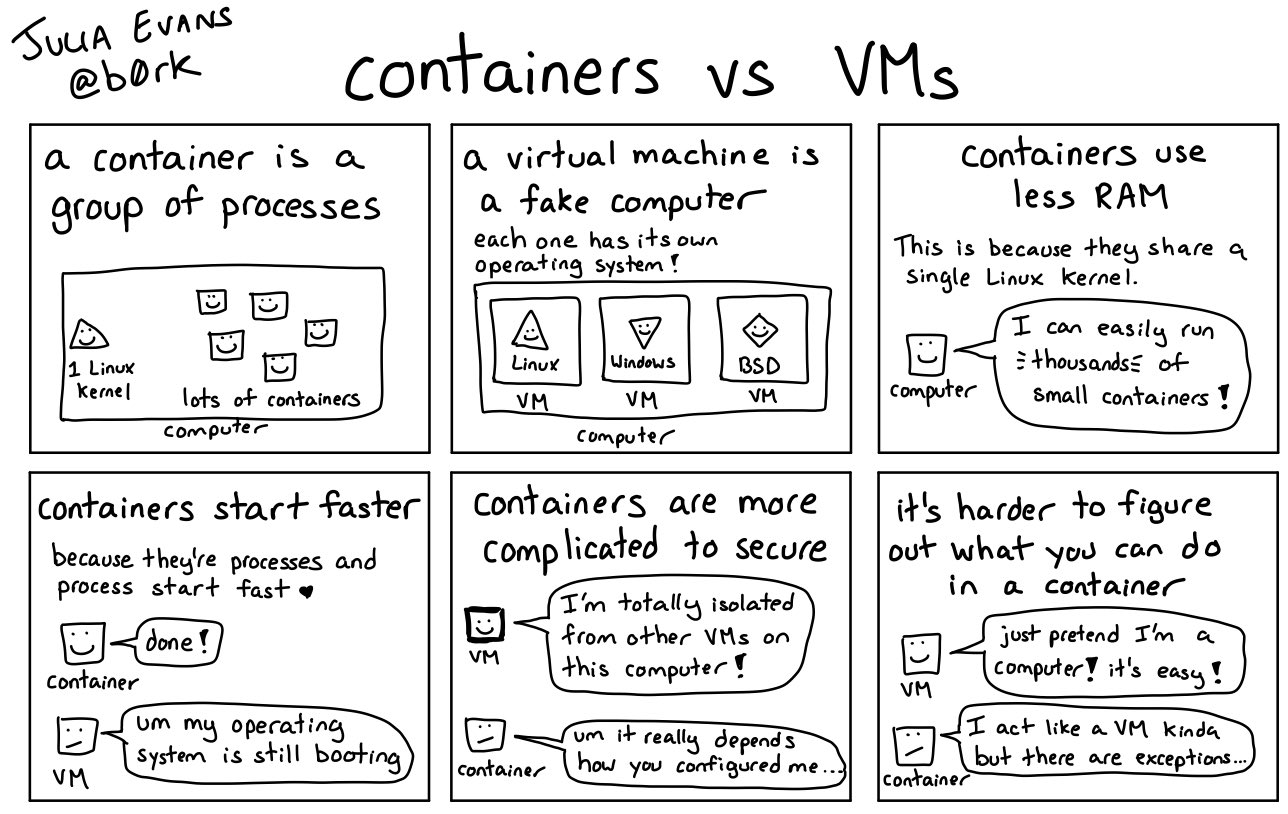 JULIA EVANS
@b0rk
containers vs VMs
a container is a
group of processes
1 Linux
kernel
lots of containers
computer
a virtual machine is
a fake computer
each one has its own
operating system!
Linux
Windows
BSD
VM
VM
VM
computer
containers use
less RAM
This is because they share a
single Linux kernel.
computer
I can easily run
thousands of
small containers!
containers start faster
because they're processes and
process start fast ♥
container
done!
VM
um my operating
system is still booting
containers are more
complicated to secure
VM
I'm totally isolated
from other VMs on
this computer!
container
um it really depends
how you configured me...
it's harder to figure
out what you can do
in a container
VM
just pretend I'm a
computer! it's easy!
container
I act like a VM kinda
but there are exceptions...